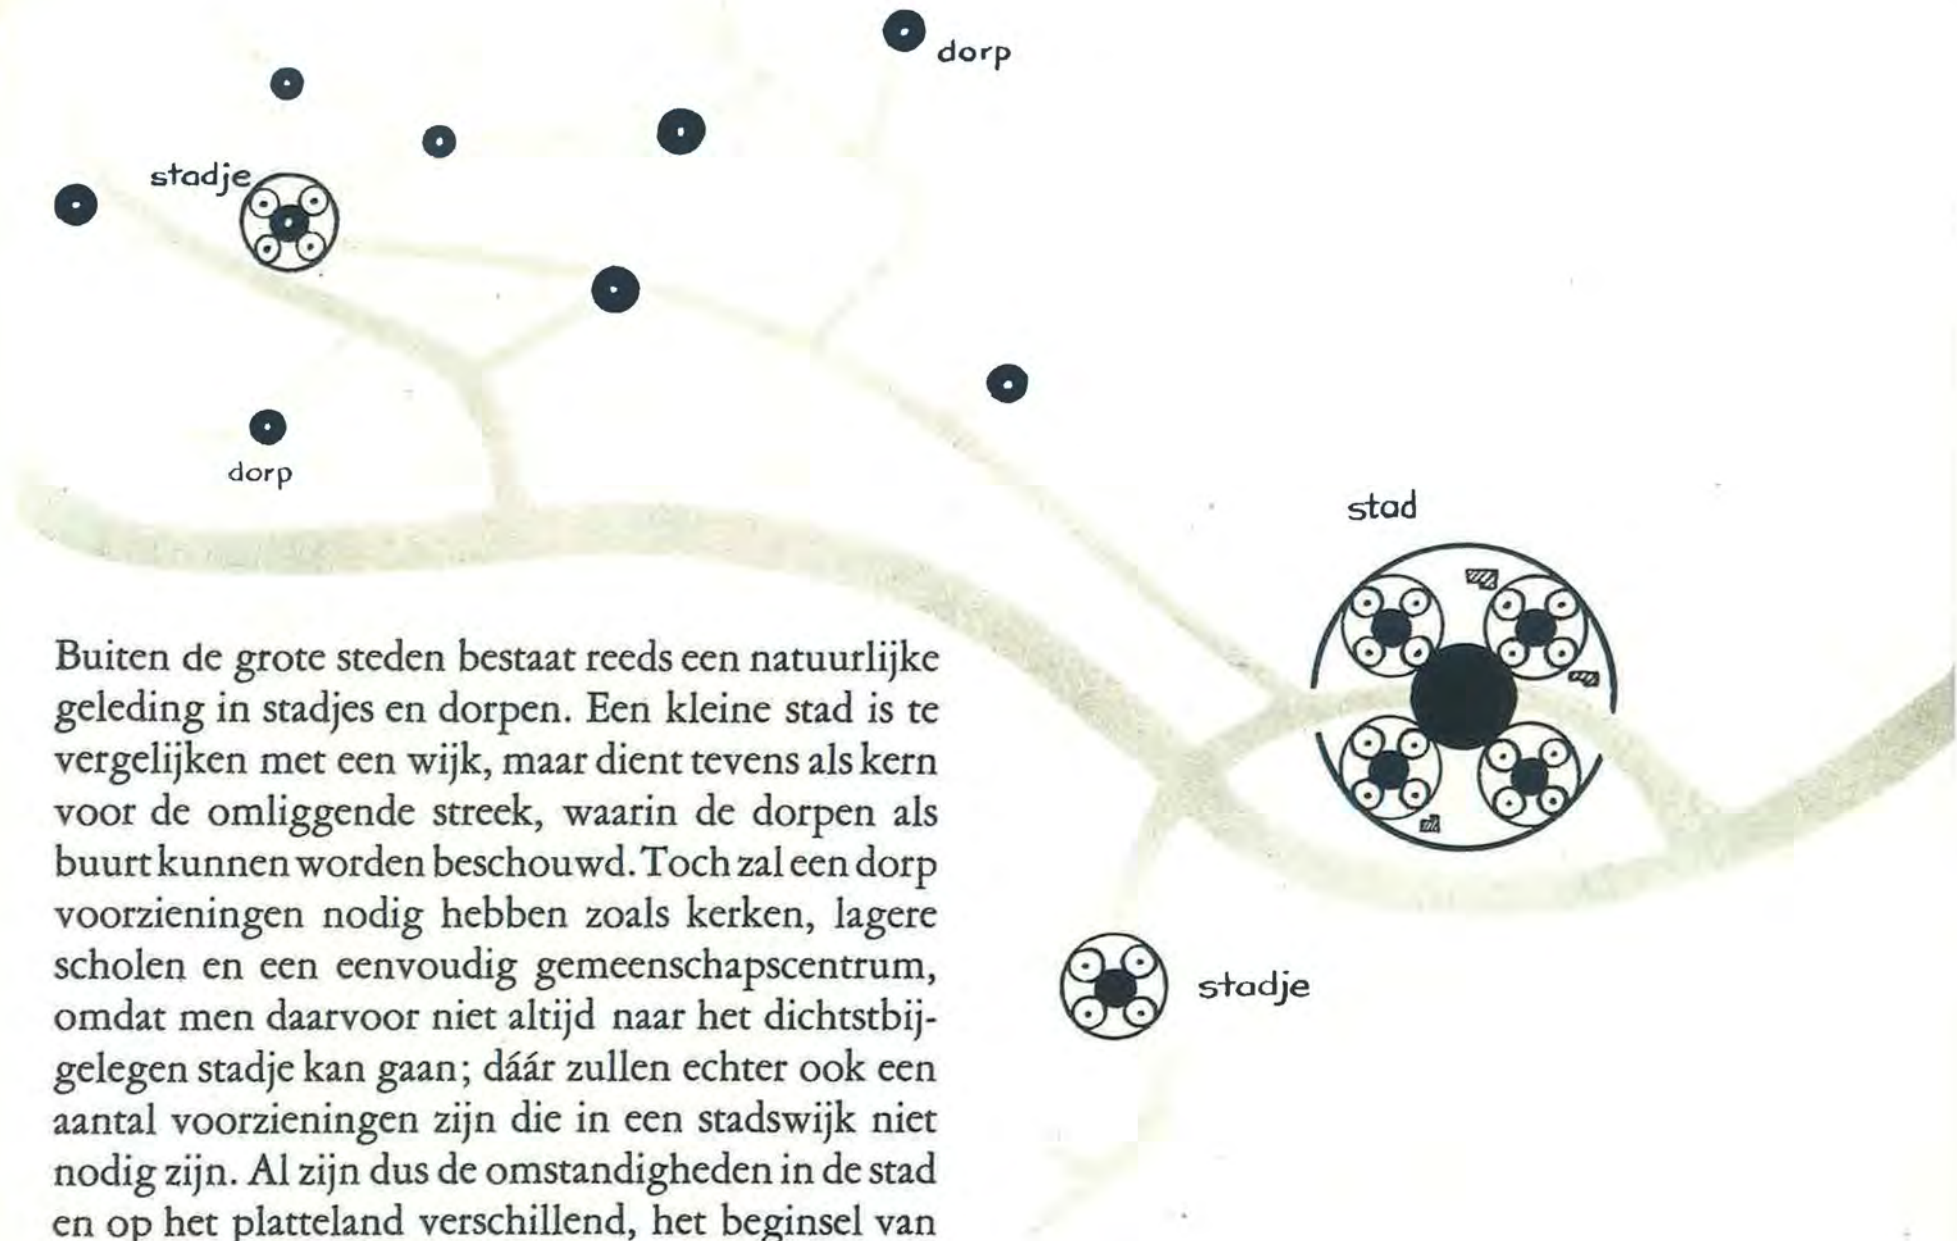 dorp
stadje
dorp
stad
Buiten de grote steden bestaat reeds een natuurlijke
geleding in stadjes en dorpen. Een kleine stad is te
vergelijken met een wijk, maar dient tevens als kern
voor de omliggende streek, waarin de dorpen als
buurt kunnen worden beschouwd. Toch zal een dorp
voorzieningen nodig hebben zoals kerken, lagere
scholen en een eenvoudig gemeenschapscentrum,
omdat men daarvoor niet altijd naar het dichtstbij-
gelegen stadje kan gaan; dáár zullen echter ook een
aantal voorzieningen zijn die in een stadswijk niet
nodig zijn. Al zijn dus de omstandigheden in de stad
en op het platteland verschillend, het beginsel van
stadje